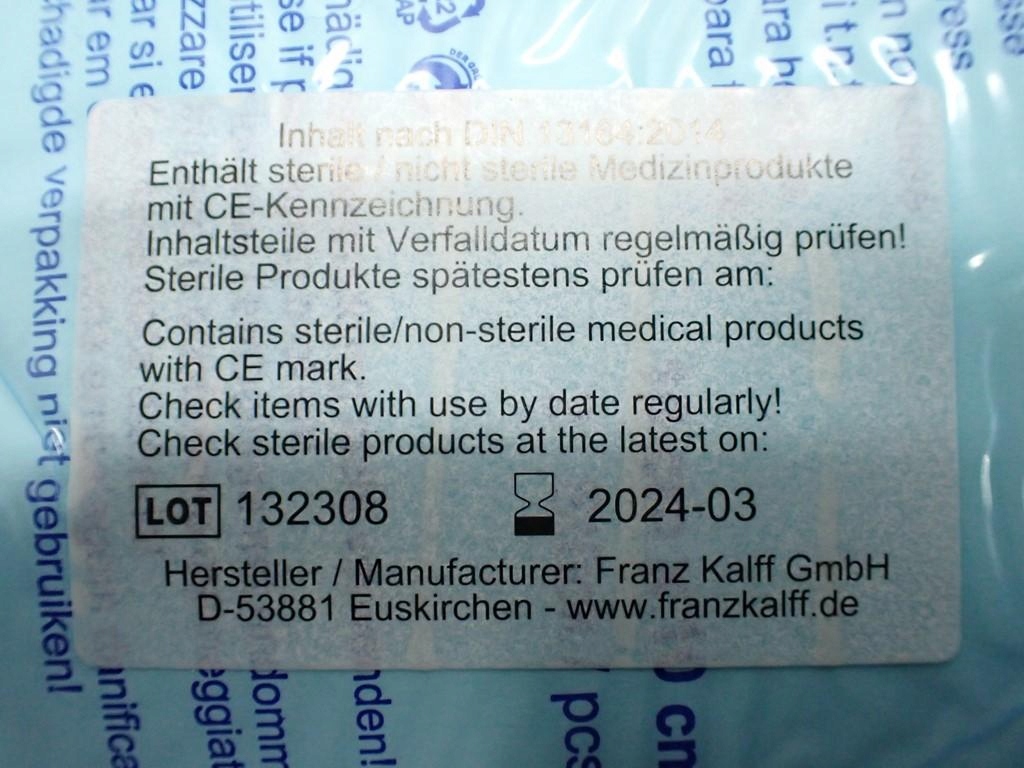 Inhalt nach DIN 13164:2014
Enthält sterile / nicht sterile Medizinprodukte
mit CE-Kennzeichnung.
Inhaltsteile mit Verfalldatum regelmäßig prüfen!
Sterile Produkte spätestens prüfen am:
Contains sterile/non-sterile medical products
with CE mark.
Check items with use by date regularly!
Check sterile products at the latest on:
LOT 132308 2024-03
Hersteller / Manufacturer: Franz Kalff GmbH
D-53881 Euskirchen - www.franzkalff.de
verpakking niet gebruiken!
pcs
cm